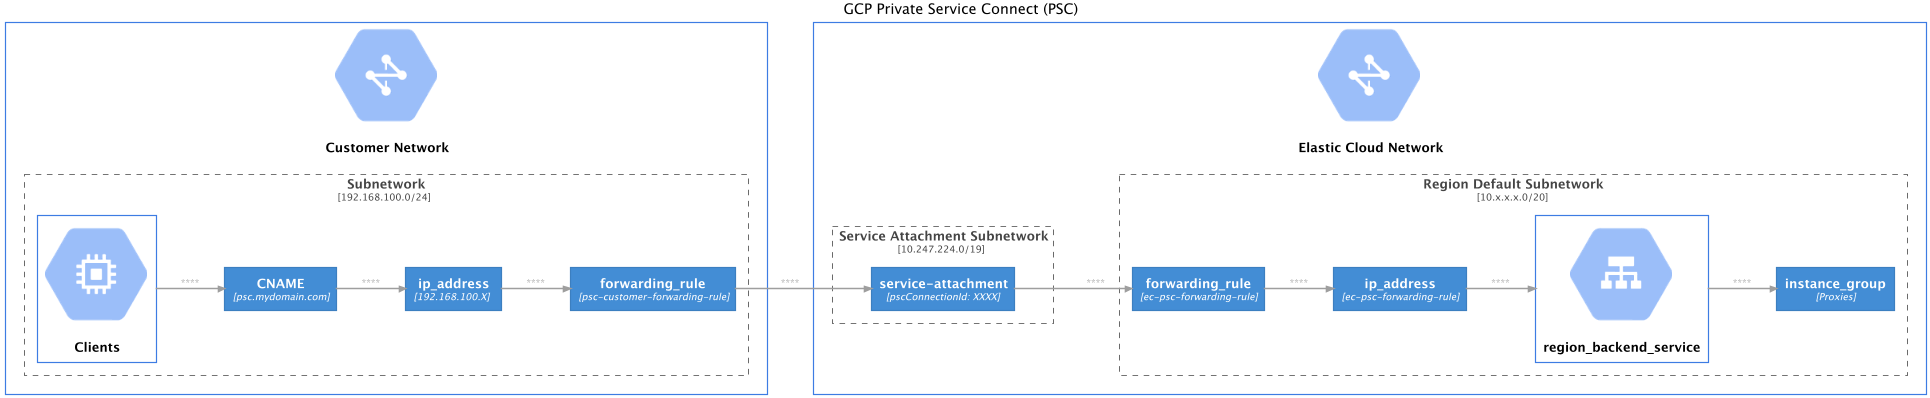 GCP Private Service Connect (PSC)
Customer Network
Subnetwork
[192.168.100.0/24]
Clients
****
CNAME
[psc.mydomain.com]
****
ip_address
[192.168.100.X]
****
forwarding_rule
[psc-customer-forwarding-rule]
****
Elastic Cloud Network
Service Attachment Subnetwork
[10.247.224.0/19]
service-attachment
[pscConnectionId: XXXX]
****
Region Default Subnetwork
[10.x.x.x.0/20]
forwarding_rule
[ec-psc-forwarding-rule]
****
ip_address
[ec-psc-forwarding-rule]
****
region_backend_service
****
instance_group
[Proxies]